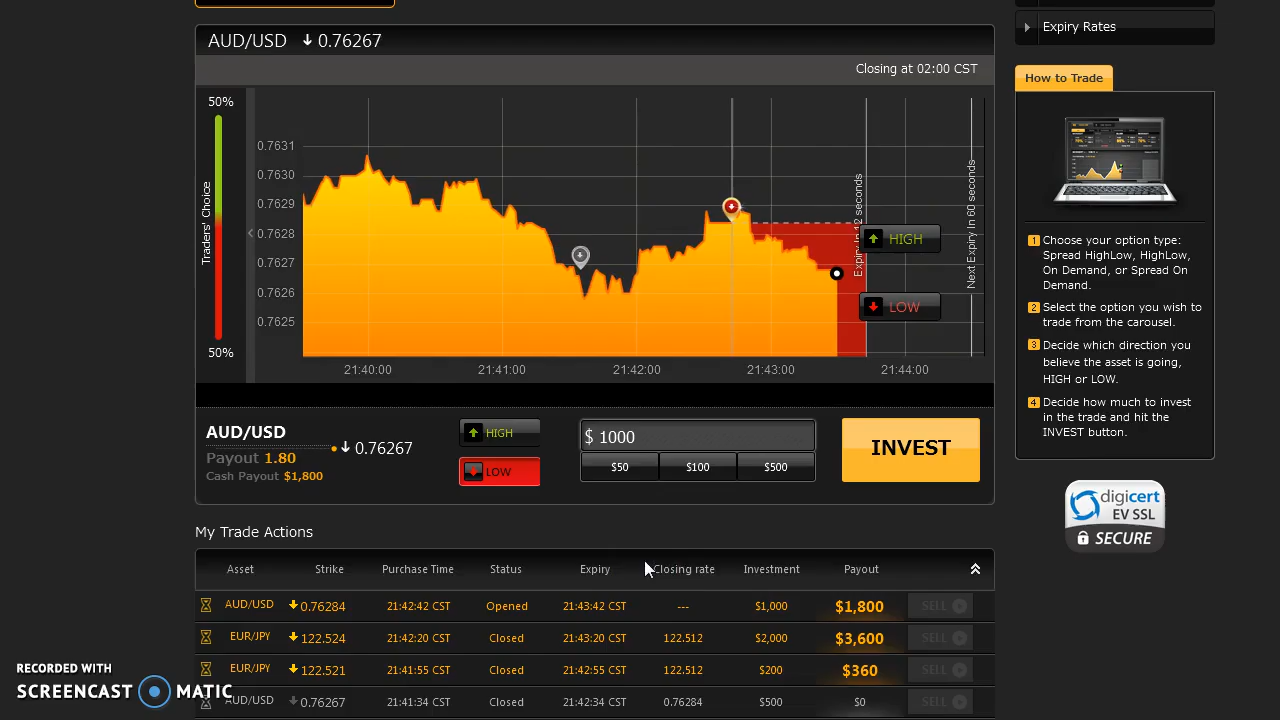 AUD/USD 0.76267
Closing at 02:00 CST
50%
Traders' Choice
50%
0.7631
0.7630
0.7629
0.7628
0.7627
0.7626
0.7625
21:40:00 21:41:00 21:42:00 21:43:00 21:44:00
Expiry In 12 seconds
Next Expiry In 60 seconds
HIGH
LOW
AUD/USD
0.76267
Payout 1.80
Cash Payout $1,800
HIGH
LOW
$ 1000
$50 $100 $500
INVEST
My Trade Actions
Asset Strike Purchase Time Status Expiry Closing rate Investment Payout
AUD/USD 0.76284 21:42:42 CST Opened 21:43:42 CST --- $1,000 $1,800 SELL
EUR/JPY 122.524 21:42:20 CST Closed 21:43:20 CST 122.512 $2,000 $3,600 SELL
EUR/JPY 122.521 21:41:55 CST Closed 21:42:55 CST 122.512 $200 $360 SELL
AUD/USD 0.76267 21:41:34 CST Closed 21:42:34 CST 0.76284 $500 $0 SELL
Expiry Rates
How to Trade
1 Choose your option type:
Spread HighLow, HighLow,
On Demand, or Spread On
Demand.
2 Select the option you wish to
trade from the carousel.
3 Decide which direction you
believe the asset is going,
HIGH or LOW.
4 Decide how much to invest
in the trade and hit the
INVEST button.
digicert
EV SSL
SECURE
RECORDED WITH
SCREENCAST MATIC